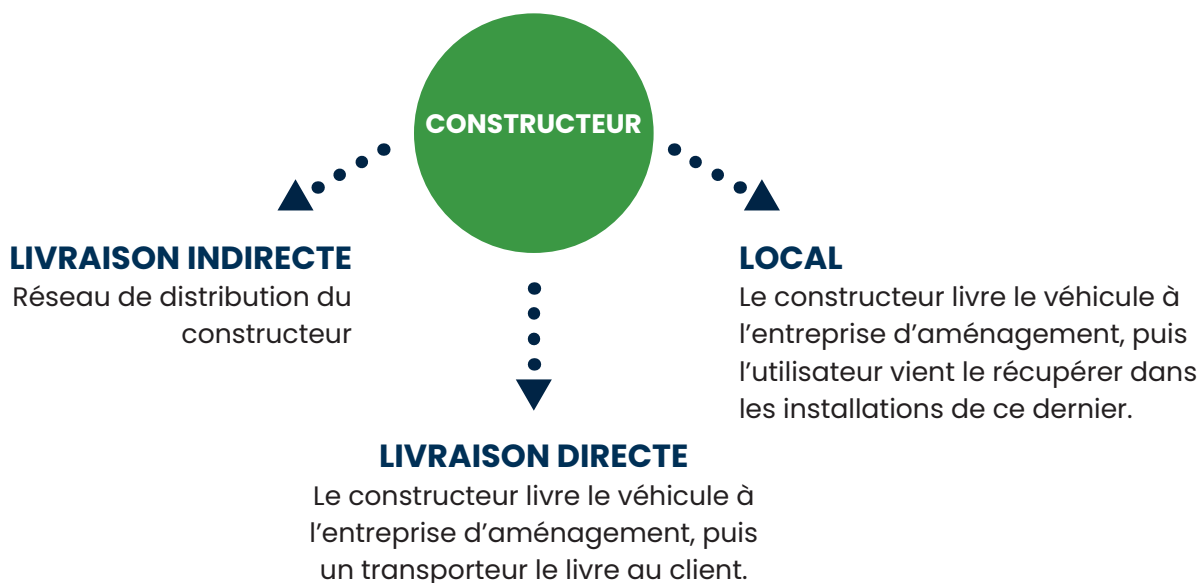 CONSTRUCTEUR
LIVRAISON INDIRECTE
Réseau de distribution du
constructeur
LOCAL
Le constructeur livre le véhicule à
l’entreprise d’aménagement, puis
l’utilisateur vient le récupérer dans
les installations de ce dernier.
LIVRAISON DIRECTE
Le constructeur livre le véhicule à
l’entreprise d’aménagement, puis
un transporteur le livre au client.